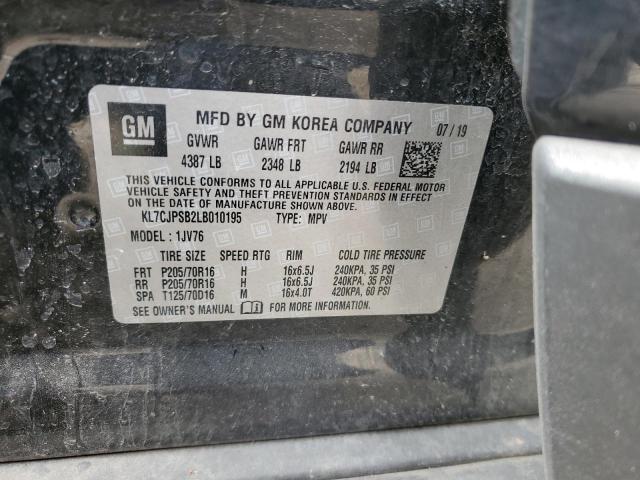 GM MFD BY GM KOREA COMPANY 07/19
GVWR GAWR FRT GAWR RR
4387 LB 2348 LB 2194 LB
THIS VEHICLE CONFORMS TO ALL APPLICABLE U.S. FEDERAL MOTOR
VEHICLE SAFETY AND THEFT PREVENTION STANDARDS IN EFFECT
ON THE DATE OF MANUFACTURE SHOWN ABOVE.
KL7CJPSB2LB010195 TYPE: MPV
MODEL: 1JV76
TIRE SIZE SPEED RTG RIM COLD TIRE PRESSURE
FRT P205/70R16 H 16x6.5J 240KPA, 35 PSI
RR P205/70R16 H 16x6.5J 240KPA, 35 PSI
SPA T125/70D16 M 16x4.0T 420KPA, 60 PSI
SEE OWNER'S MANUAL FOR MORE INFORMATION.